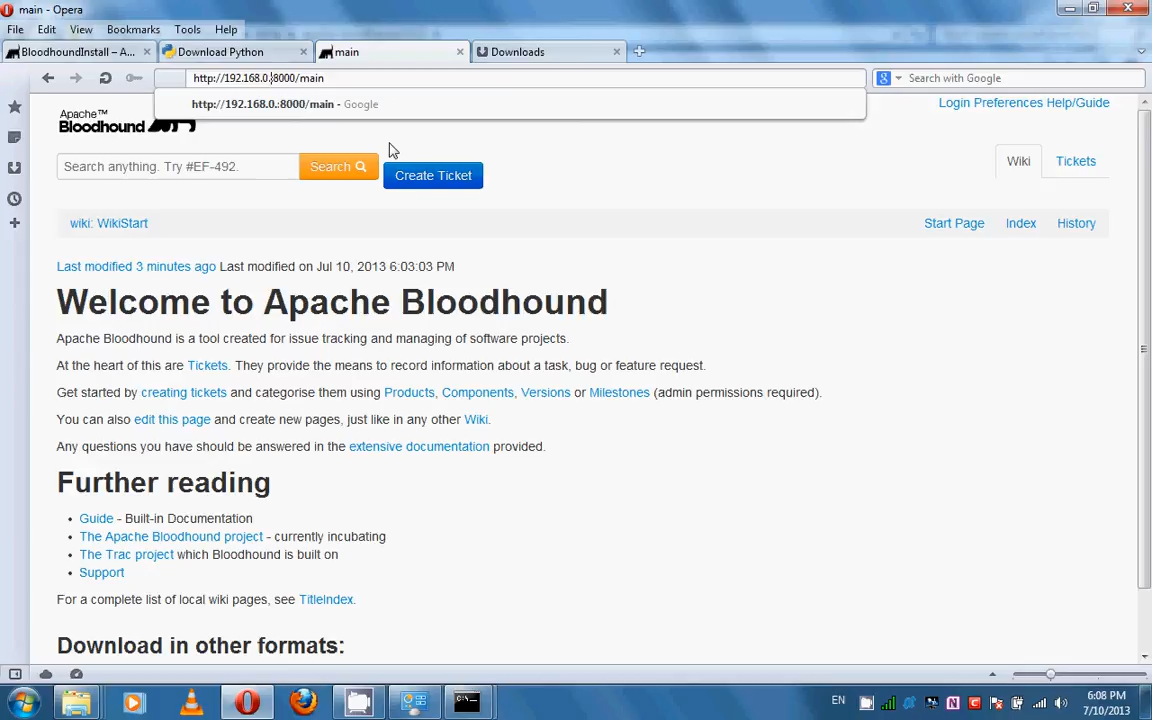 main - Opera
File Edit View Bookmarks Tools Help
BloodhoundInstall – A... Download Python main Downloads
http://192.168.0.:8000/main Search with Google
http://192.168.0.:8000/main - Google
Login Preferences Help/Guide
Apache™
Bloodhound
Search anything. Try #EF-492. Search Create Ticket Wiki Tickets
wiki: WikiStart Start Page Index History
Last modified 3 minutes ago Last modified on Jul 10, 2013 6:03:03 PM
Welcome to Apache Bloodhound
Apache Bloodhound is a tool created for issue tracking and managing of software projects.
At the heart of this are Tickets. They provide the means to record information about a task, bug or feature request.
Get started by creating tickets and categorise them using Products, Components, Versions or Milestones (admin permissions required).
You can also edit this page and create new pages, just like in any other Wiki.
Any questions you have should be answered in the extensive documentation provided.
Further reading
• Guide - Built-in Documentation
• The Apache Bloodhound project - currently incubating
• The Trac project which Bloodhound is built on
• Support
For a complete list of local wiki pages, see TitleIndex.
Download in other formats:
EN 6:08 PM
7/10/2013